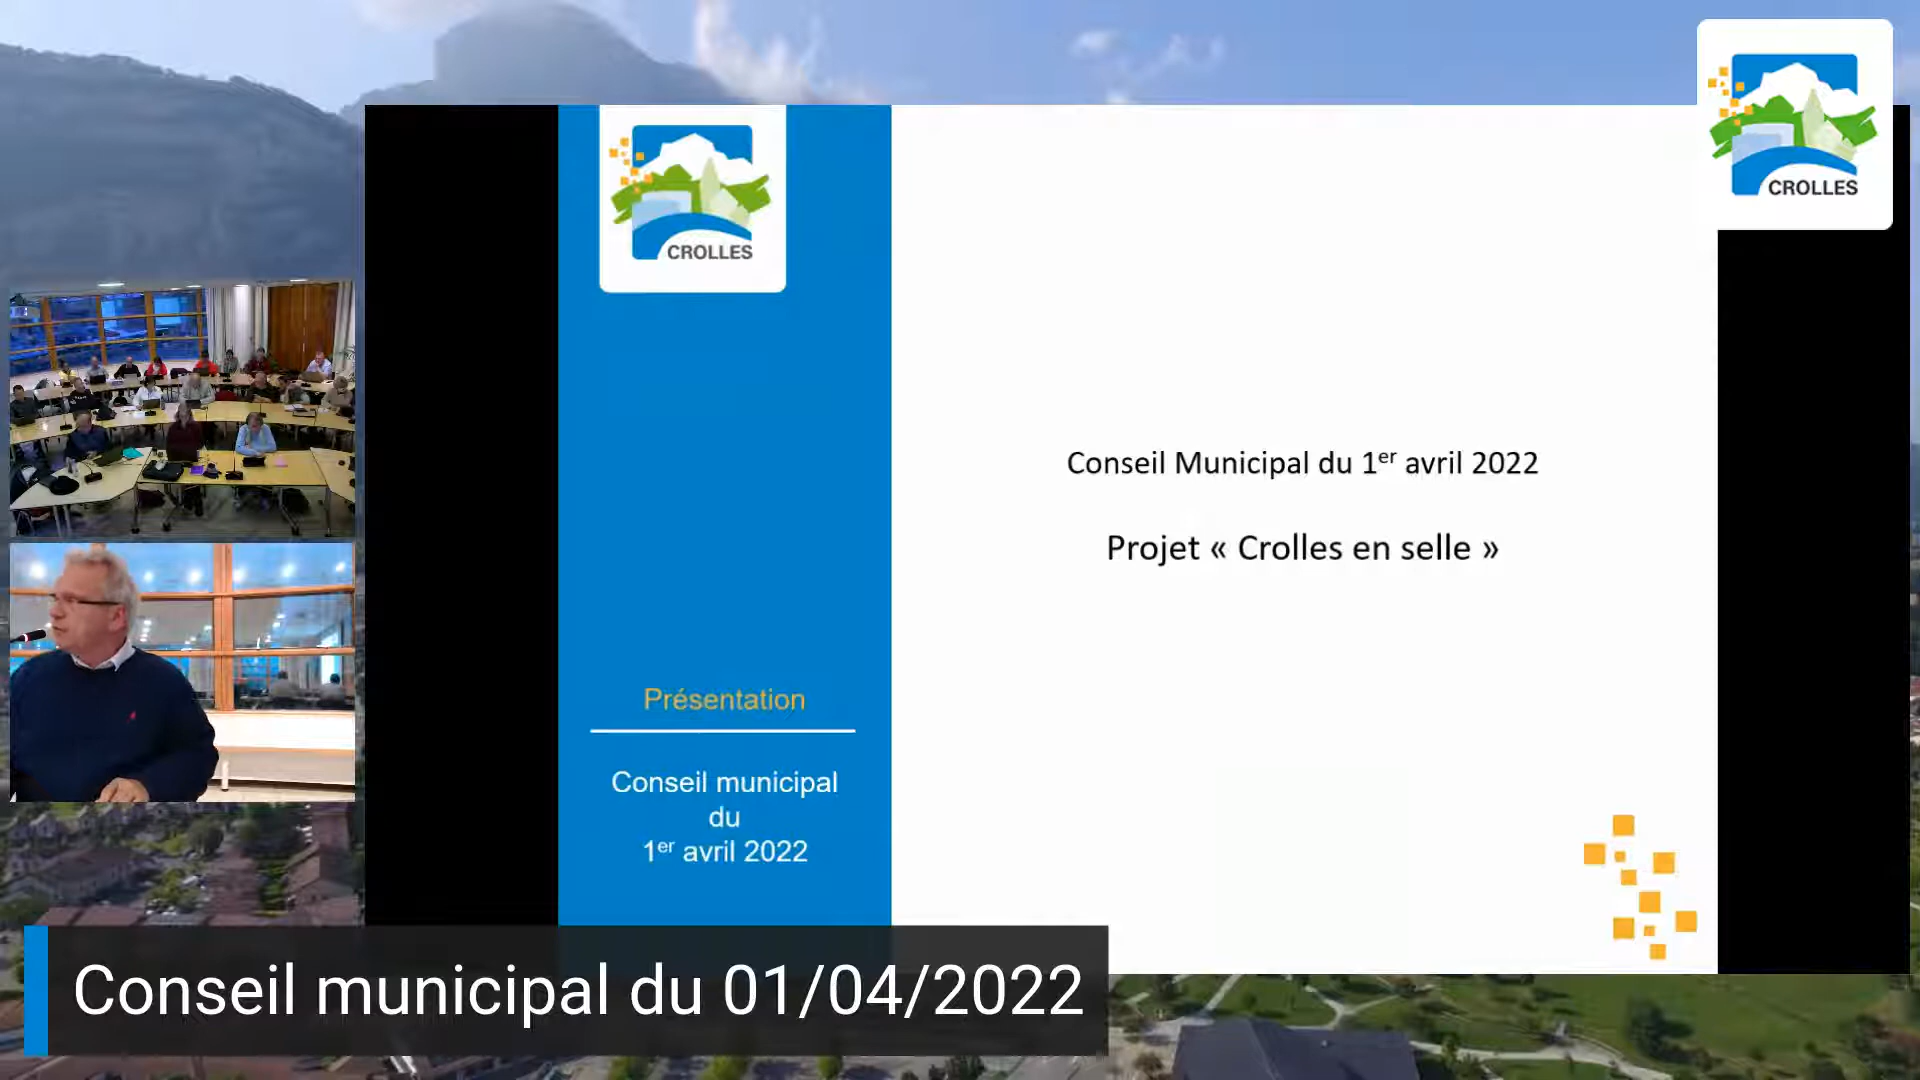 CROLLES
CROLLES
Conseil Municipal du 1er avril 2022
Projet « Crolles en selle »
Présentation
Conseil municipal
du
1er avril 2022
Conseil municipal du 01/04/2022